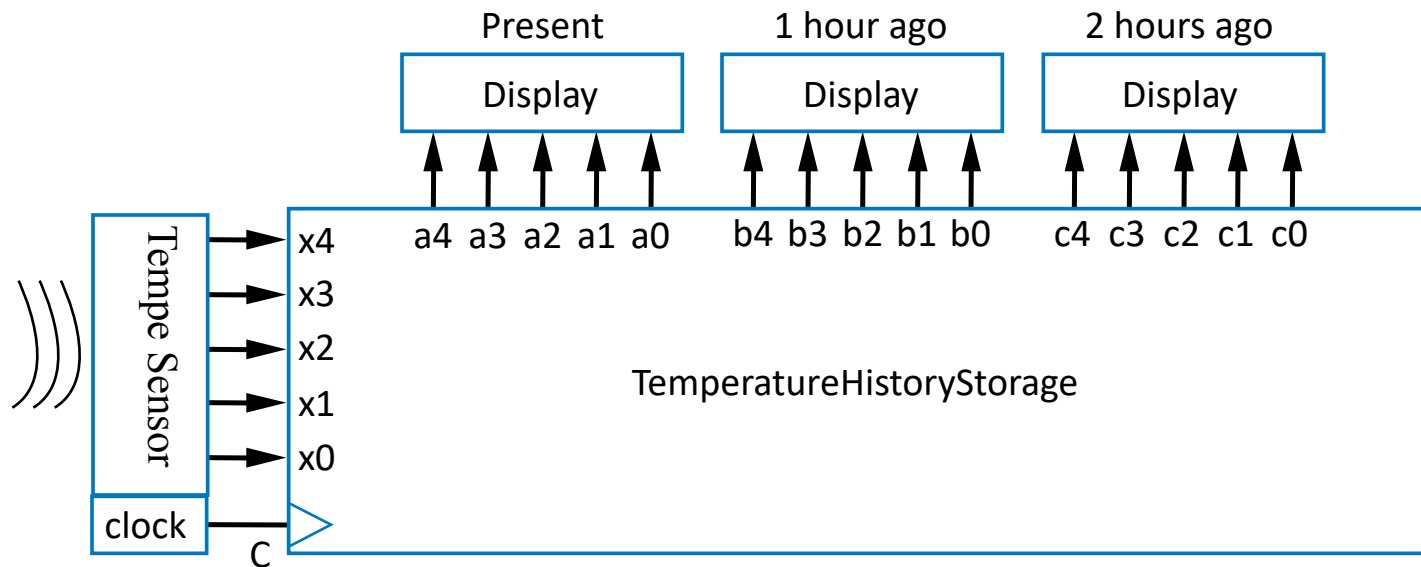 Present 1 hour ago 2 hours ago
Display Display Display
a4 a3 a2 a1 a0 b4 b3 b2 b1 b0 c4 c3 c2 c1 c0
Tempe Sensor
x4
x3
x2
x1
x0
TemperatureHistoryStorage
clock
C